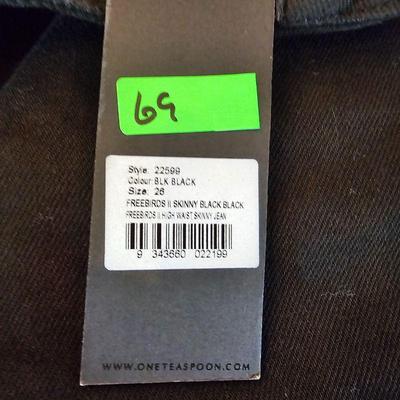 69
Style: 22599
Colour: BLK BLACK
Size: 26
FREEBIRDS II SKINNY BLACK BLACK
FREEBIRDS II HIGH WAIST SKINNY JEAN
9 343660 022199
WWW.ONETEASPOON.COM